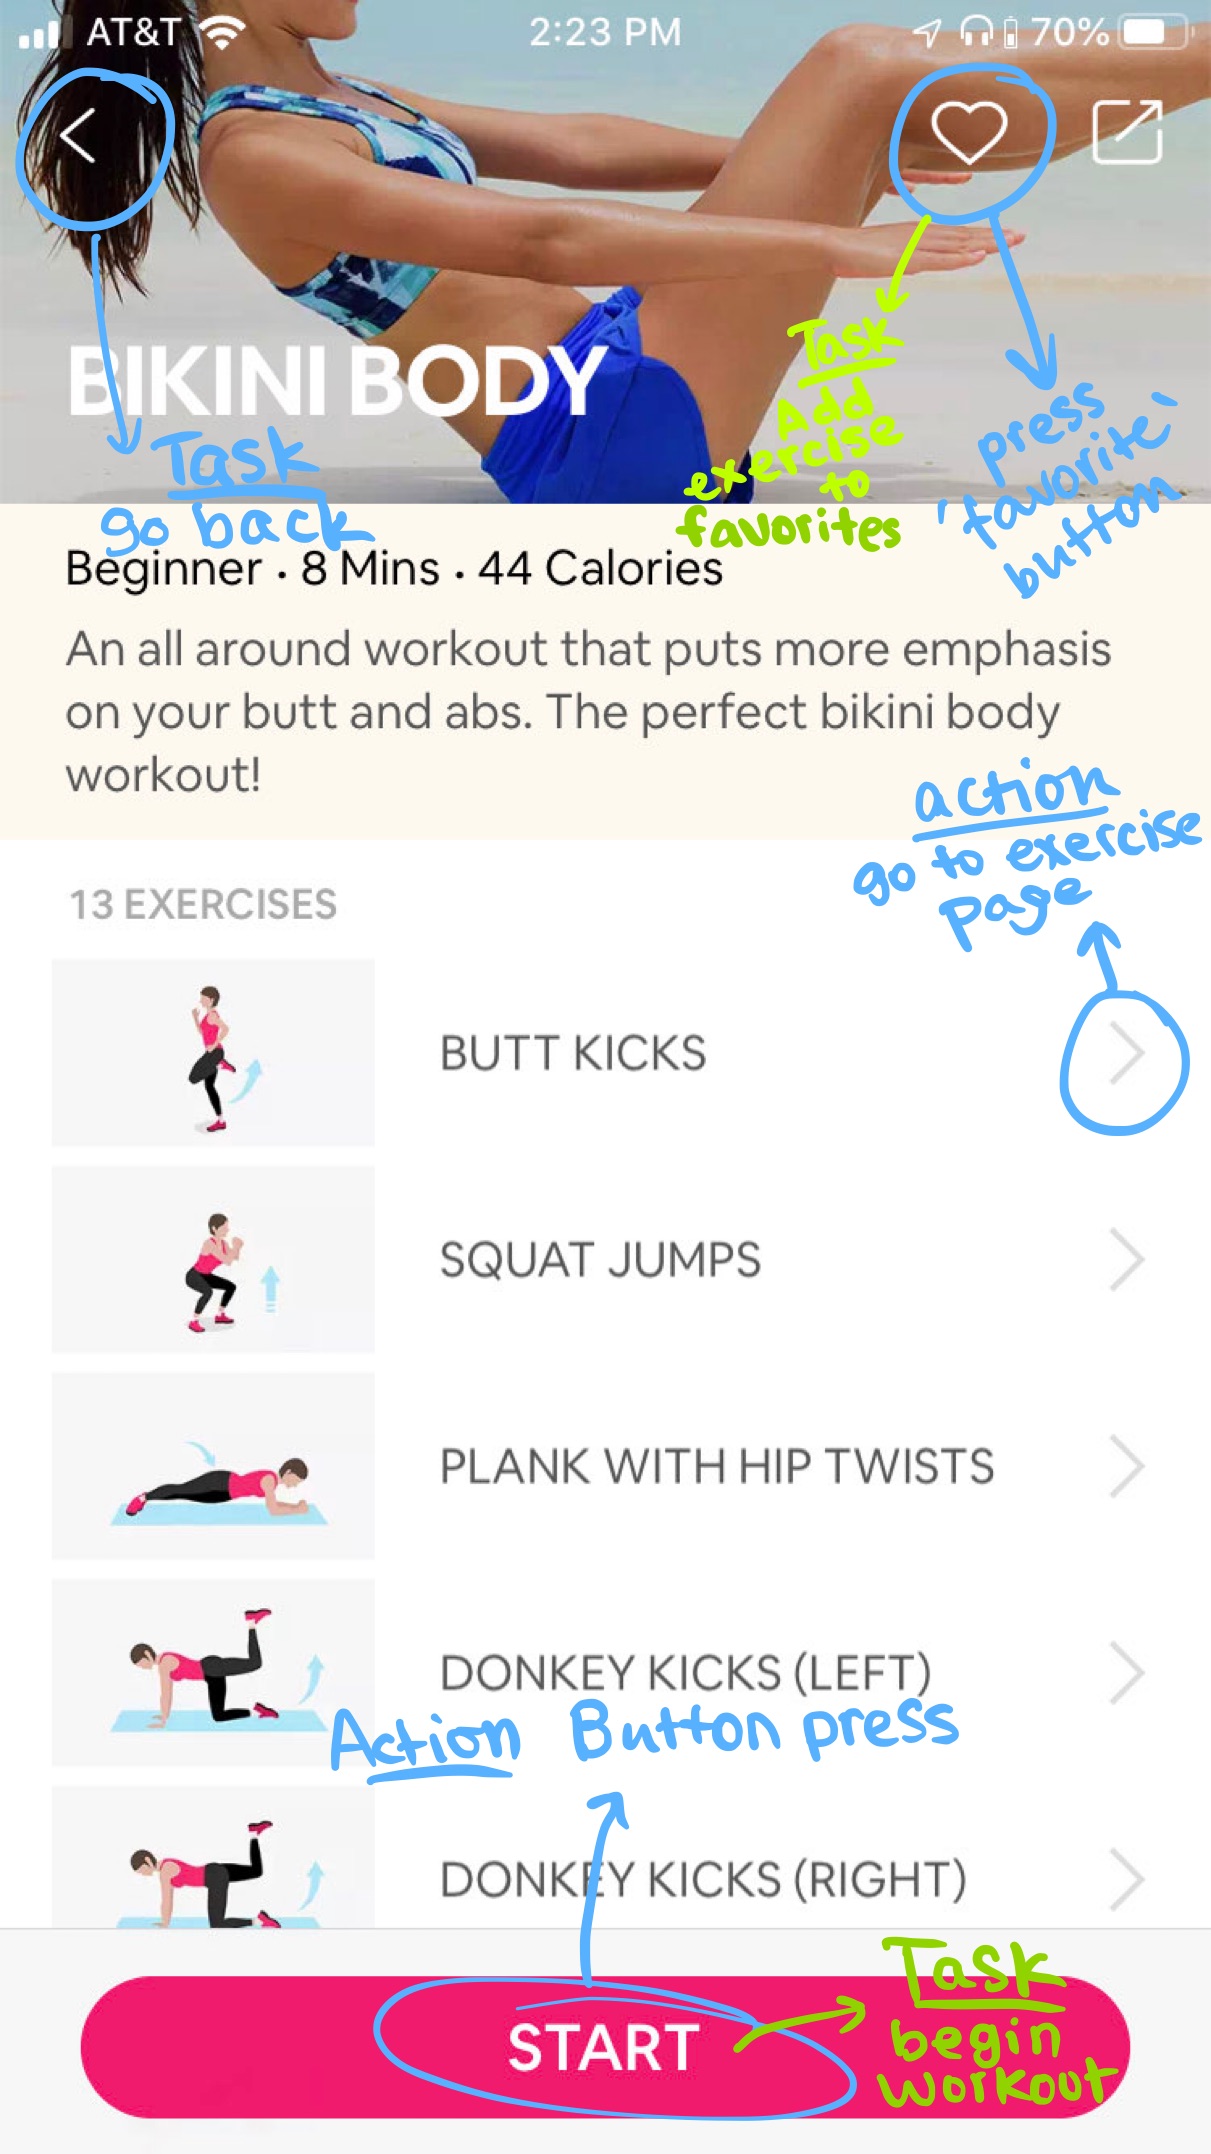 AT&T 2:23 PM 70%
BIKINI BODY
Task
go back
Task
Add
exercise
to
favorites
press
'favorite'
button
Beginner · 8 Mins · 44 Calories
An all around workout that puts more emphasis
on your butt and abs. The perfect bikini body
workout!
action
go to exercise
page
13 EXERCISES
BUTT KICKS
SQUAT JUMPS
PLANK WITH HIP TWISTS
DONKEY KICKS (LEFT)
Action Button press
DONKEY KICKS (RIGHT)
START
Task
begin
workout